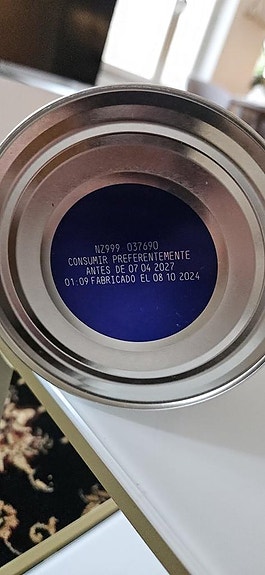 NZ999 037690
CONSUMIR PREFERENTEMENTE
ANTES DE 07 04 2027
01:09 FABRICADO EL 08 10 2024